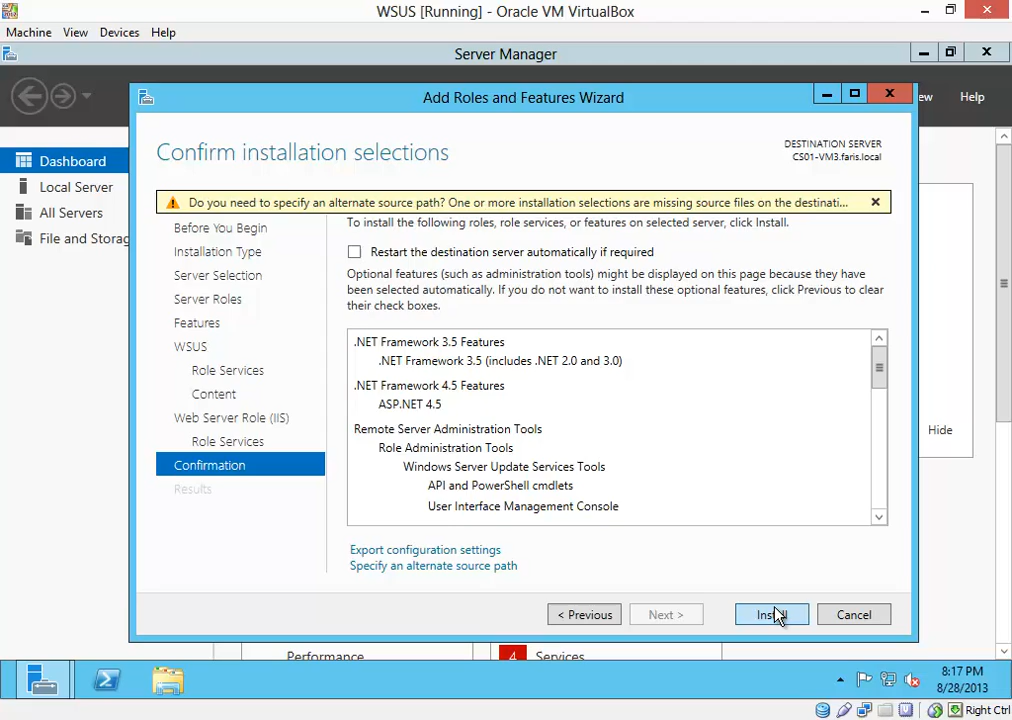 WSUS [Running] - Oracle VM VirtualBox
Machine View Devices Help
Server Manager
Add Roles and Features Wizard
Help
Dashboard
Local Server
All Servers
File and Storag
Confirm installation selections
DESTINATION SERVER
CS01-VM3.faris.local
Do you need to specify an alternate source path? One or more installation selections are missing source files on the destinati...
Before You Begin
Installation Type
Server Selection
Server Roles
Features
WSUS
Role Services
Content
Web Server Role (IIS)
Role Services
Confirmation
Results
To install the following roles, role services, or features on selected server, click Install.
Restart the destination server automatically if required
Optional features (such as administration tools) might be displayed on this page because they have
been selected automatically. If you do not want to install these optional features, click Previous to clear
their check boxes.
.NET Framework 3.5 Features
.NET Framework 3.5 (includes .NET 2.0 and 3.0)
.NET Framework 4.5 Features
ASP.NET 4.5
Remote Server Administration Tools
Role Administration Tools
Windows Server Update Services Tools
API and PowerShell cmdlets
User Interface Management Console
Hide
Export configuration settings
Specify an alternate source path
< Previous
Next >
Install
Cancel
Performance
4 Services
8:17 PM
8/28/2013
Right Ctrl